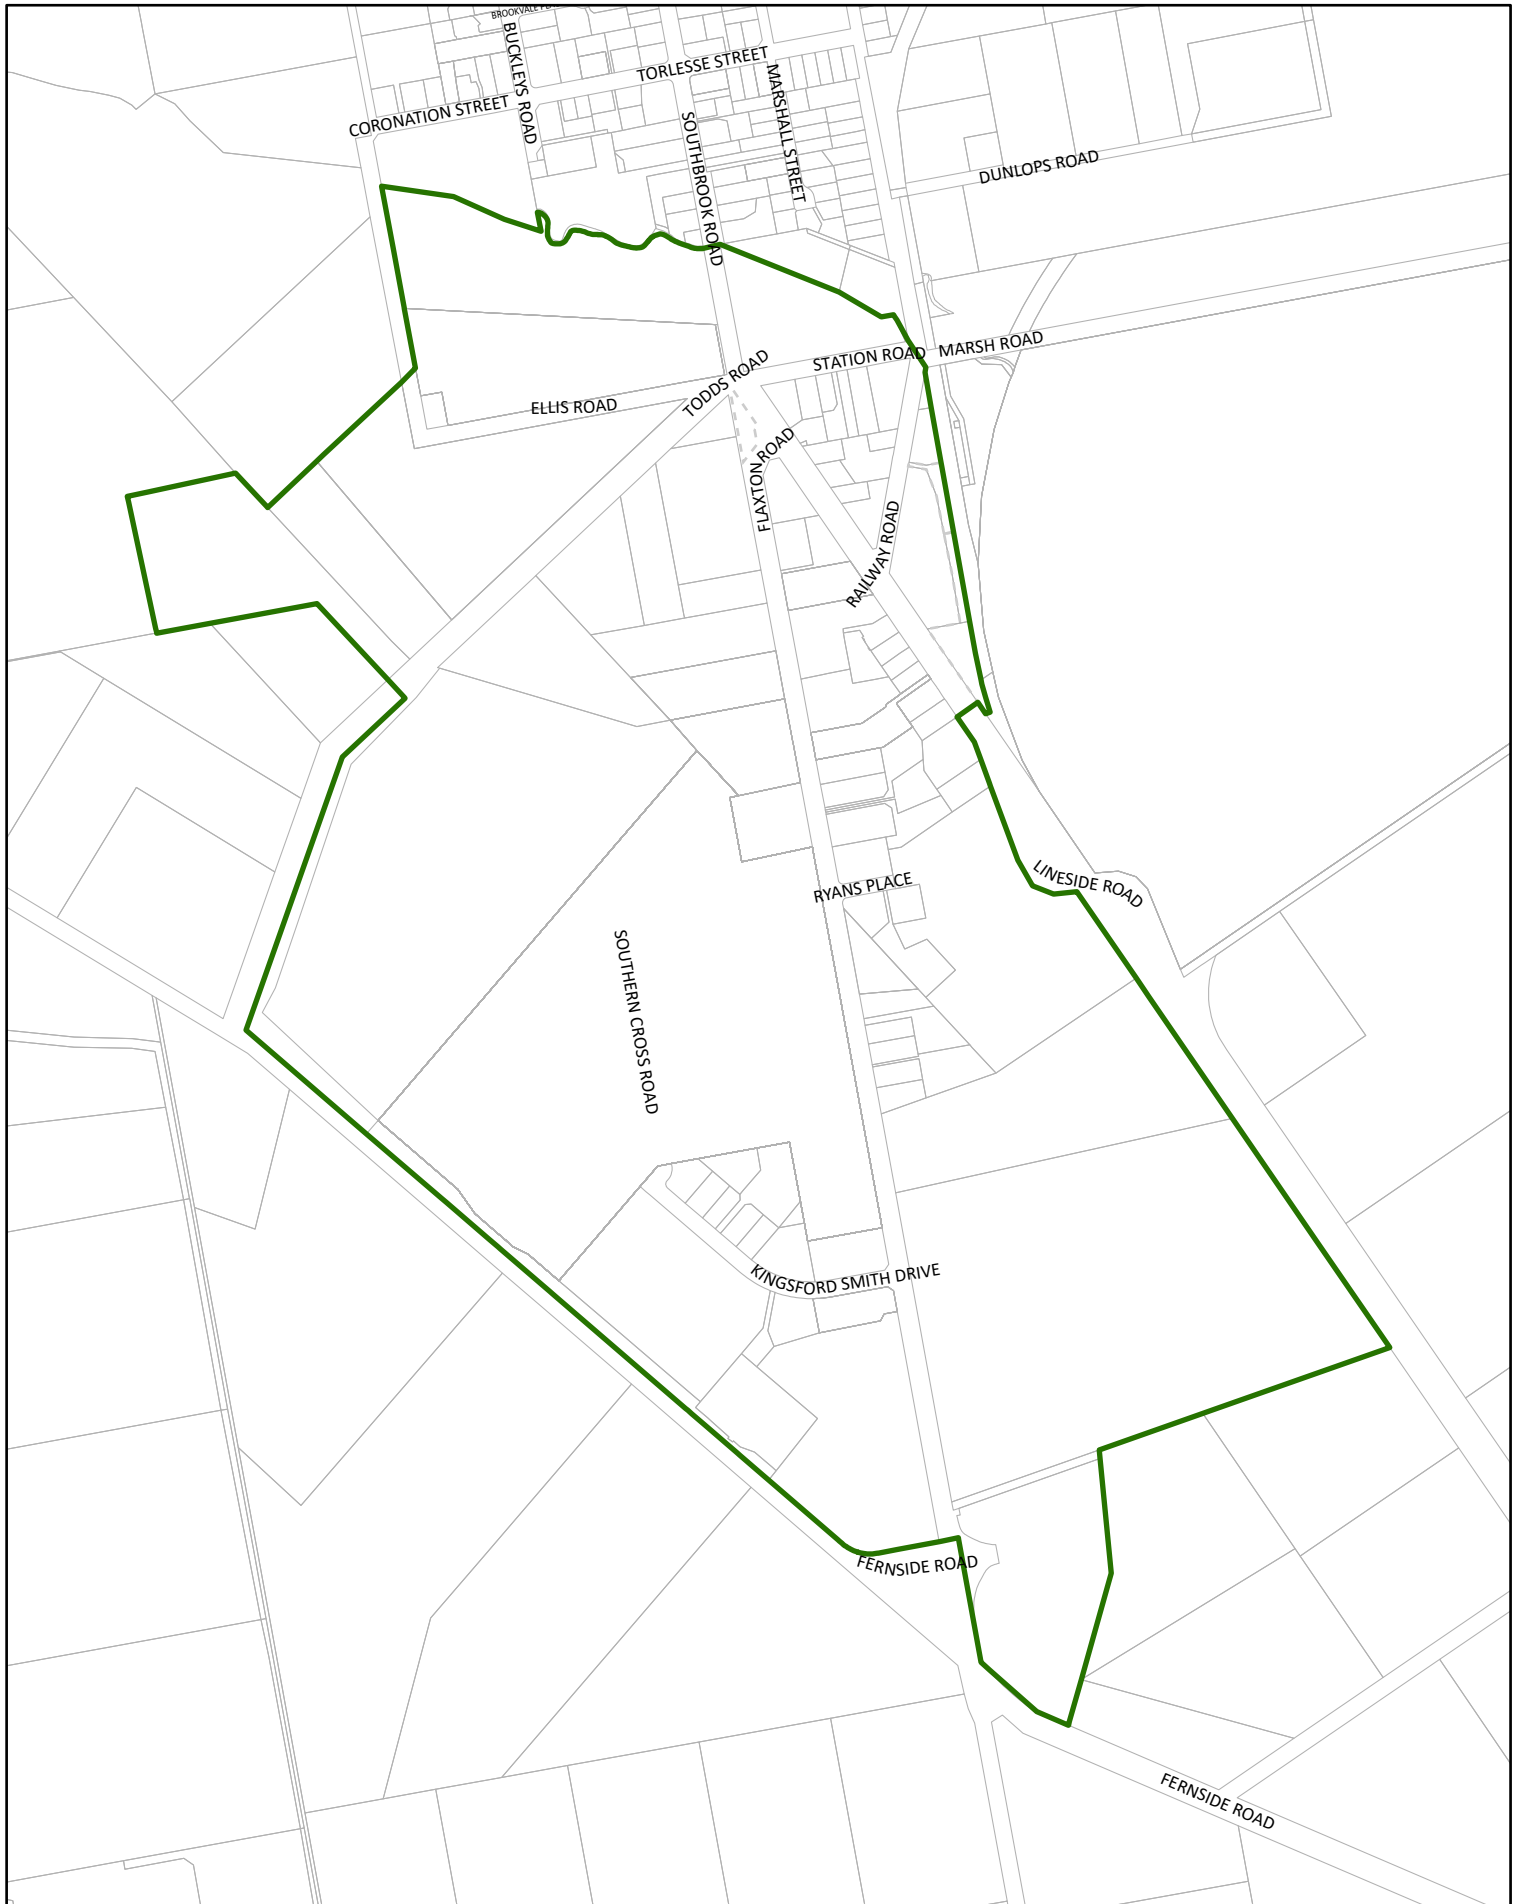 BROOKVALE PL
BUCKLEYS ROAD
TORLESSE STREET
CORONATION STREET
MARSHALL STREET
SOUTHBROOK ROAD
DUNLOPS ROAD
STATION ROAD
MARSH ROAD
TODDS ROAD
ELLIS ROAD
FLAXTON ROAD
RAILWAY ROAD
LINESIDE ROAD
RYANS PLACE
SOUTHERN CROSS ROAD
KINGSFORD SMITH DRIVE
FERNSIDE ROAD
FERNSIDE ROAD